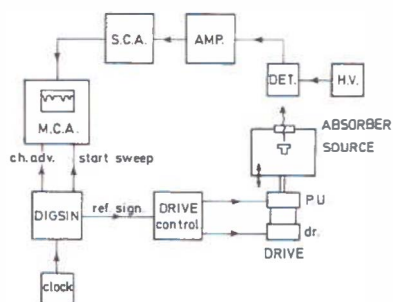 S.C.A.
AMP.
DET.
H.V.
M.C.A.
ABSORBER
SOURCE
ch.adv.
start sweep
DIGSIN
ref. sign.
DRIVE
control
PU
dr.
DRIVE
clock